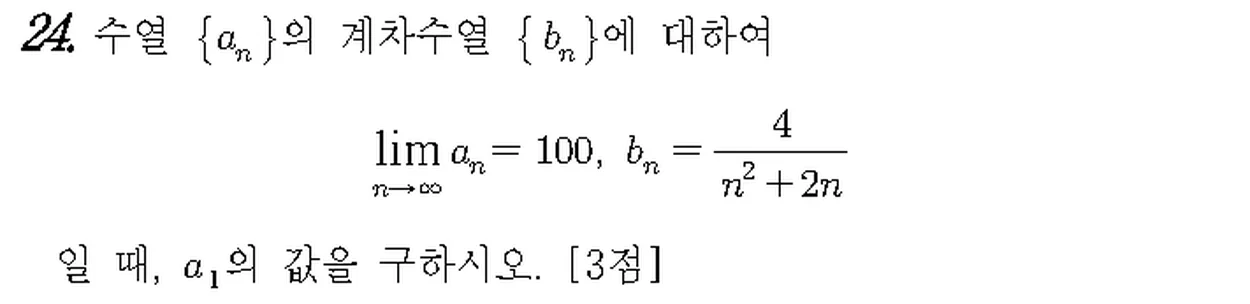 24. 수열 {aₙ}의 계차수열 {bₙ}에 대하여
lim_{n→∞} aₙ = 100, bₙ = 4/(n²+2n)
일 때, a₁의 값을 구하시오. [3점]